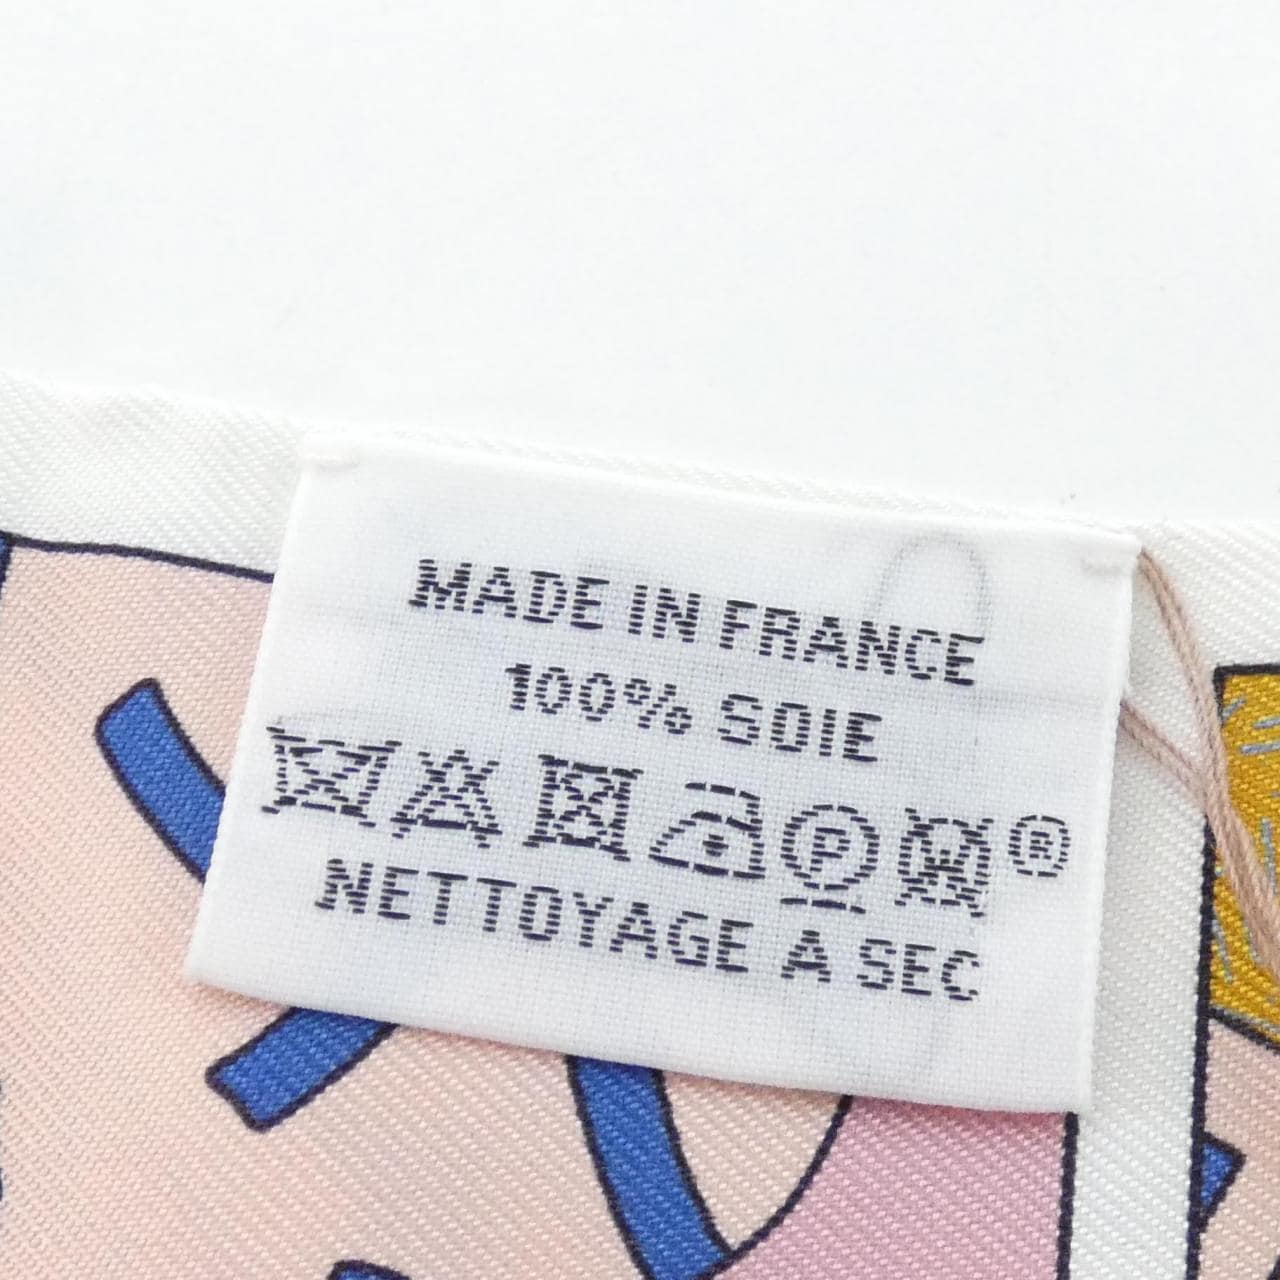 MADE IN FRANCE
100% SOIE
P ®
NETTOYAGE A SEC